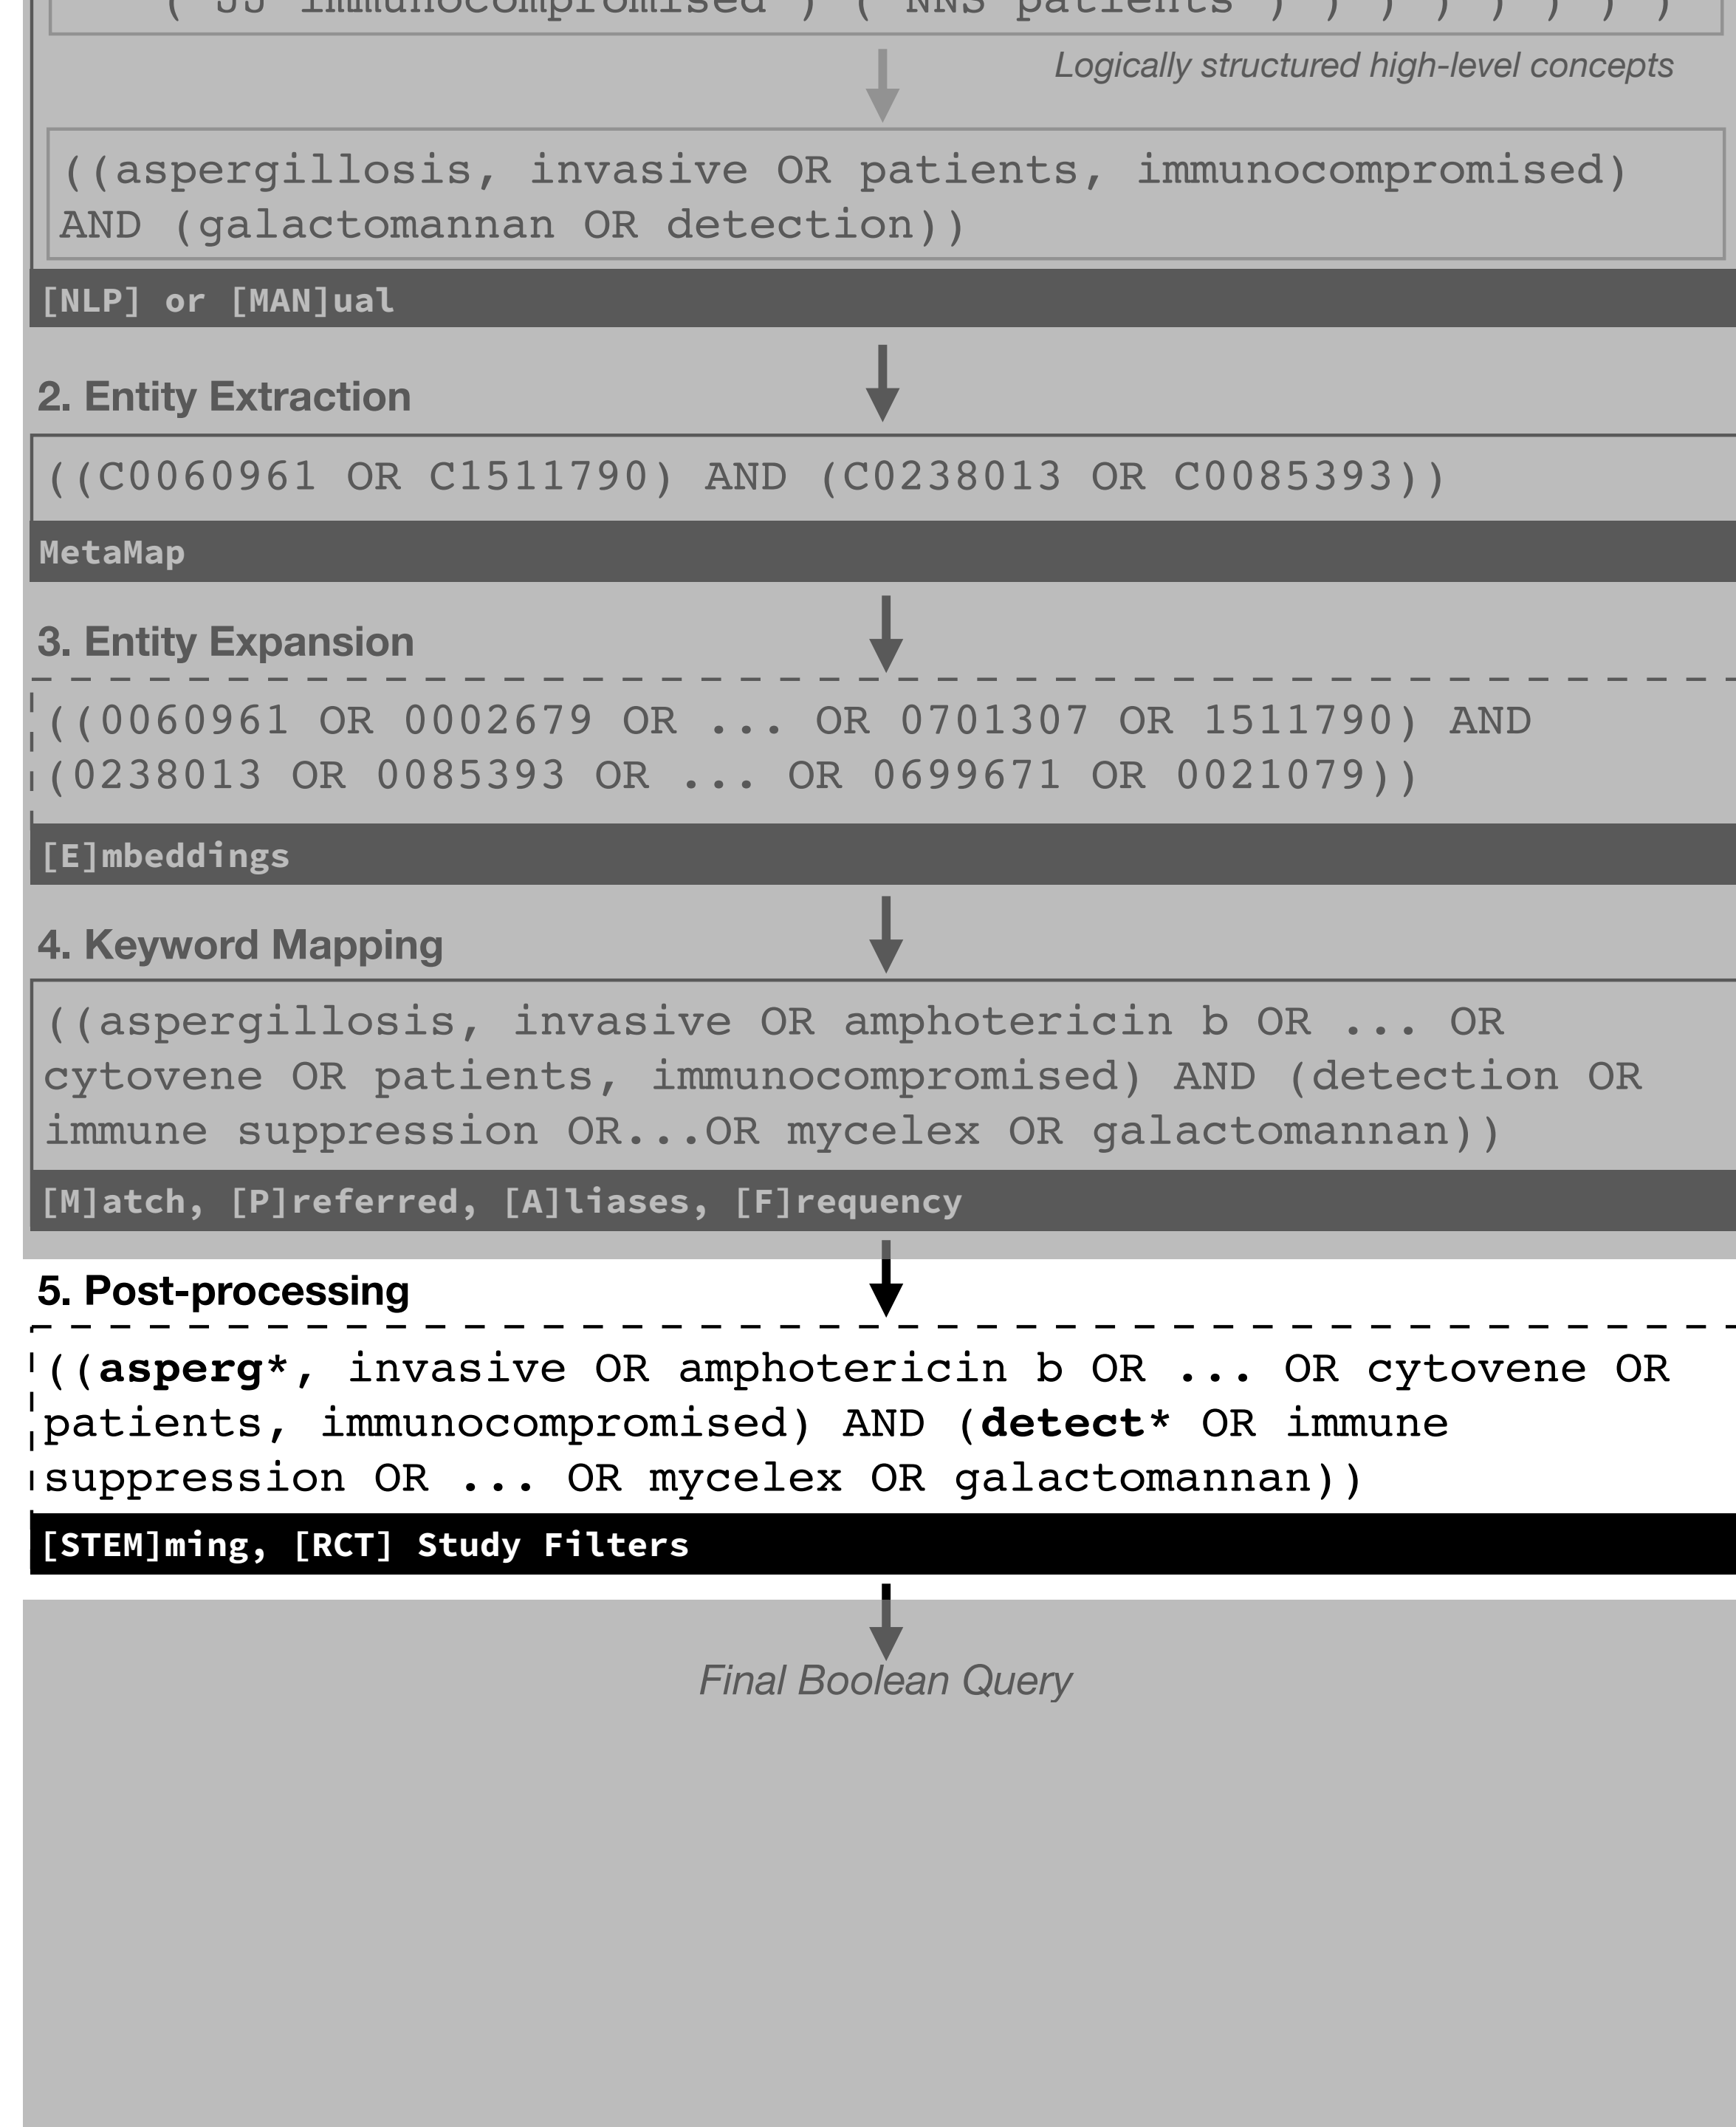 ( JJ immunocompromised ) ( NNS patients ) ) ) ) ) ) ) )
Logically structured high-level concepts
((aspergillosis, invasive OR patients, immunocompromised)
AND (galactomannan OR detection))
[NLP] or [MAN]ual
2. Entity Extraction
((C0060961 OR C1511790) AND (C0238013 OR C0085393))
MetaMap
3. Entity Expansion
((0060961 OR 0002679 OR ... OR 0701307 OR 1511790) AND
(0238013 OR 0085393 OR ... OR 0699671 OR 0021079))
[E]mbeddings
4. Keyword Mapping
((aspergillosis, invasive OR amphotericin b OR ... OR
cytovene OR patients, immunocompromised) AND (detection OR
immune suppression OR...OR mycelex OR galactomannan))
[M]atch, [P]referred, [A]liases, [F]requency
5. Post-processing
((asperg*, invasive OR amphotericin b OR ... OR cytovene OR
patients, immunocompromised) AND (detect* OR immune
suppression OR ... OR mycelex OR galactomannan))
[STEM]ming, [RCT] Study Filters
Final Boolean Query